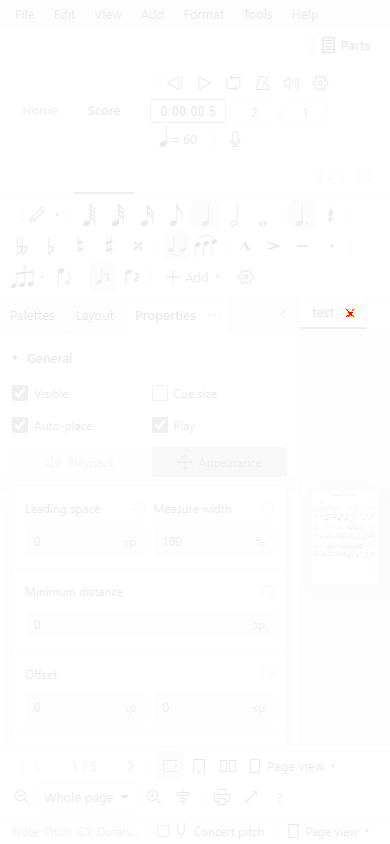 File Edit View Add Format Tools Help
Parts
Home Score 0:00:00.5 2 . 1
= 60
1 2 Add
Palettes Layout Properties ... test
General
Visible Cue size
Auto-place Play
Playback Appearance
Leading space Measure width
0 sp 100 %
Minimum distance
0 sp
Offset
0 0 sp
1 / 5 Page view
Whole page ?
Note; Pitch: G5; Durati... Concert pitch Page view